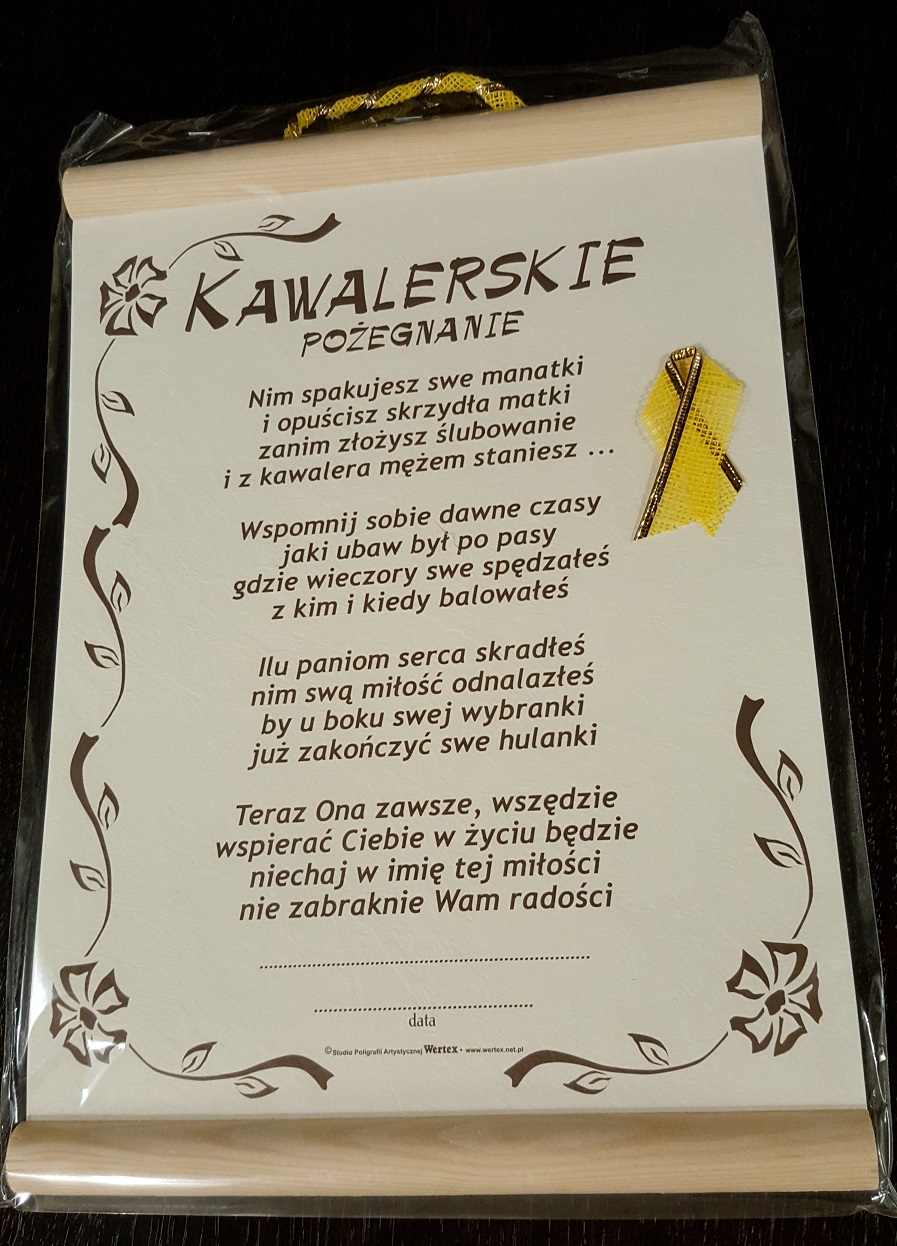 KAWALERSKIE
POŻEGNANIE
Nim spakujesz swe manatki
i opuścisz skrzydła matki
zanim złożysz ślubowanie
i z kawalera mężem staniesz ...
Wspomnij sobie dawne czasy
jaki ubaw był po pasy
gdzie wieczory swe spędzałeś
z kim i kiedy balowałeś
Ilu paniom serca skradłeś
nim swą miłość odnalazłeś
by u boku swej wybranki
już zakończyć swe hulanki
Teraz Ona zawsze, wszędzie
wspierać Ciebie w życiu będzie
niechaj w imię tej miłości
nie zabraknie Wam radości
data
© Studio Poligrafii Artystycznej Wertex • www.wertex.net.pl